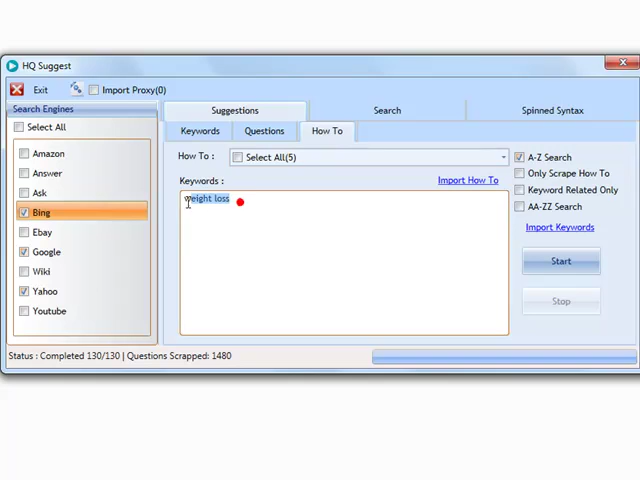 HQ Suggest
Exit
Import Proxy(0)
Search Engines
Select All
Amazon
Answer
Ask
Bing
Ebay
Google
Wiki
Yahoo
Youtube
Suggestions
Search
Spinned Syntax
Keywords
Questions
How To
How To :
Select All(5)
Keywords :
Import How To
weight loss
A-Z Search
Only Scrape How To
Keyword Related Only
AA-ZZ Search
Import Keywords
Start
Stop
Status : Completed 130/130 | Questions Scrapped: 1480